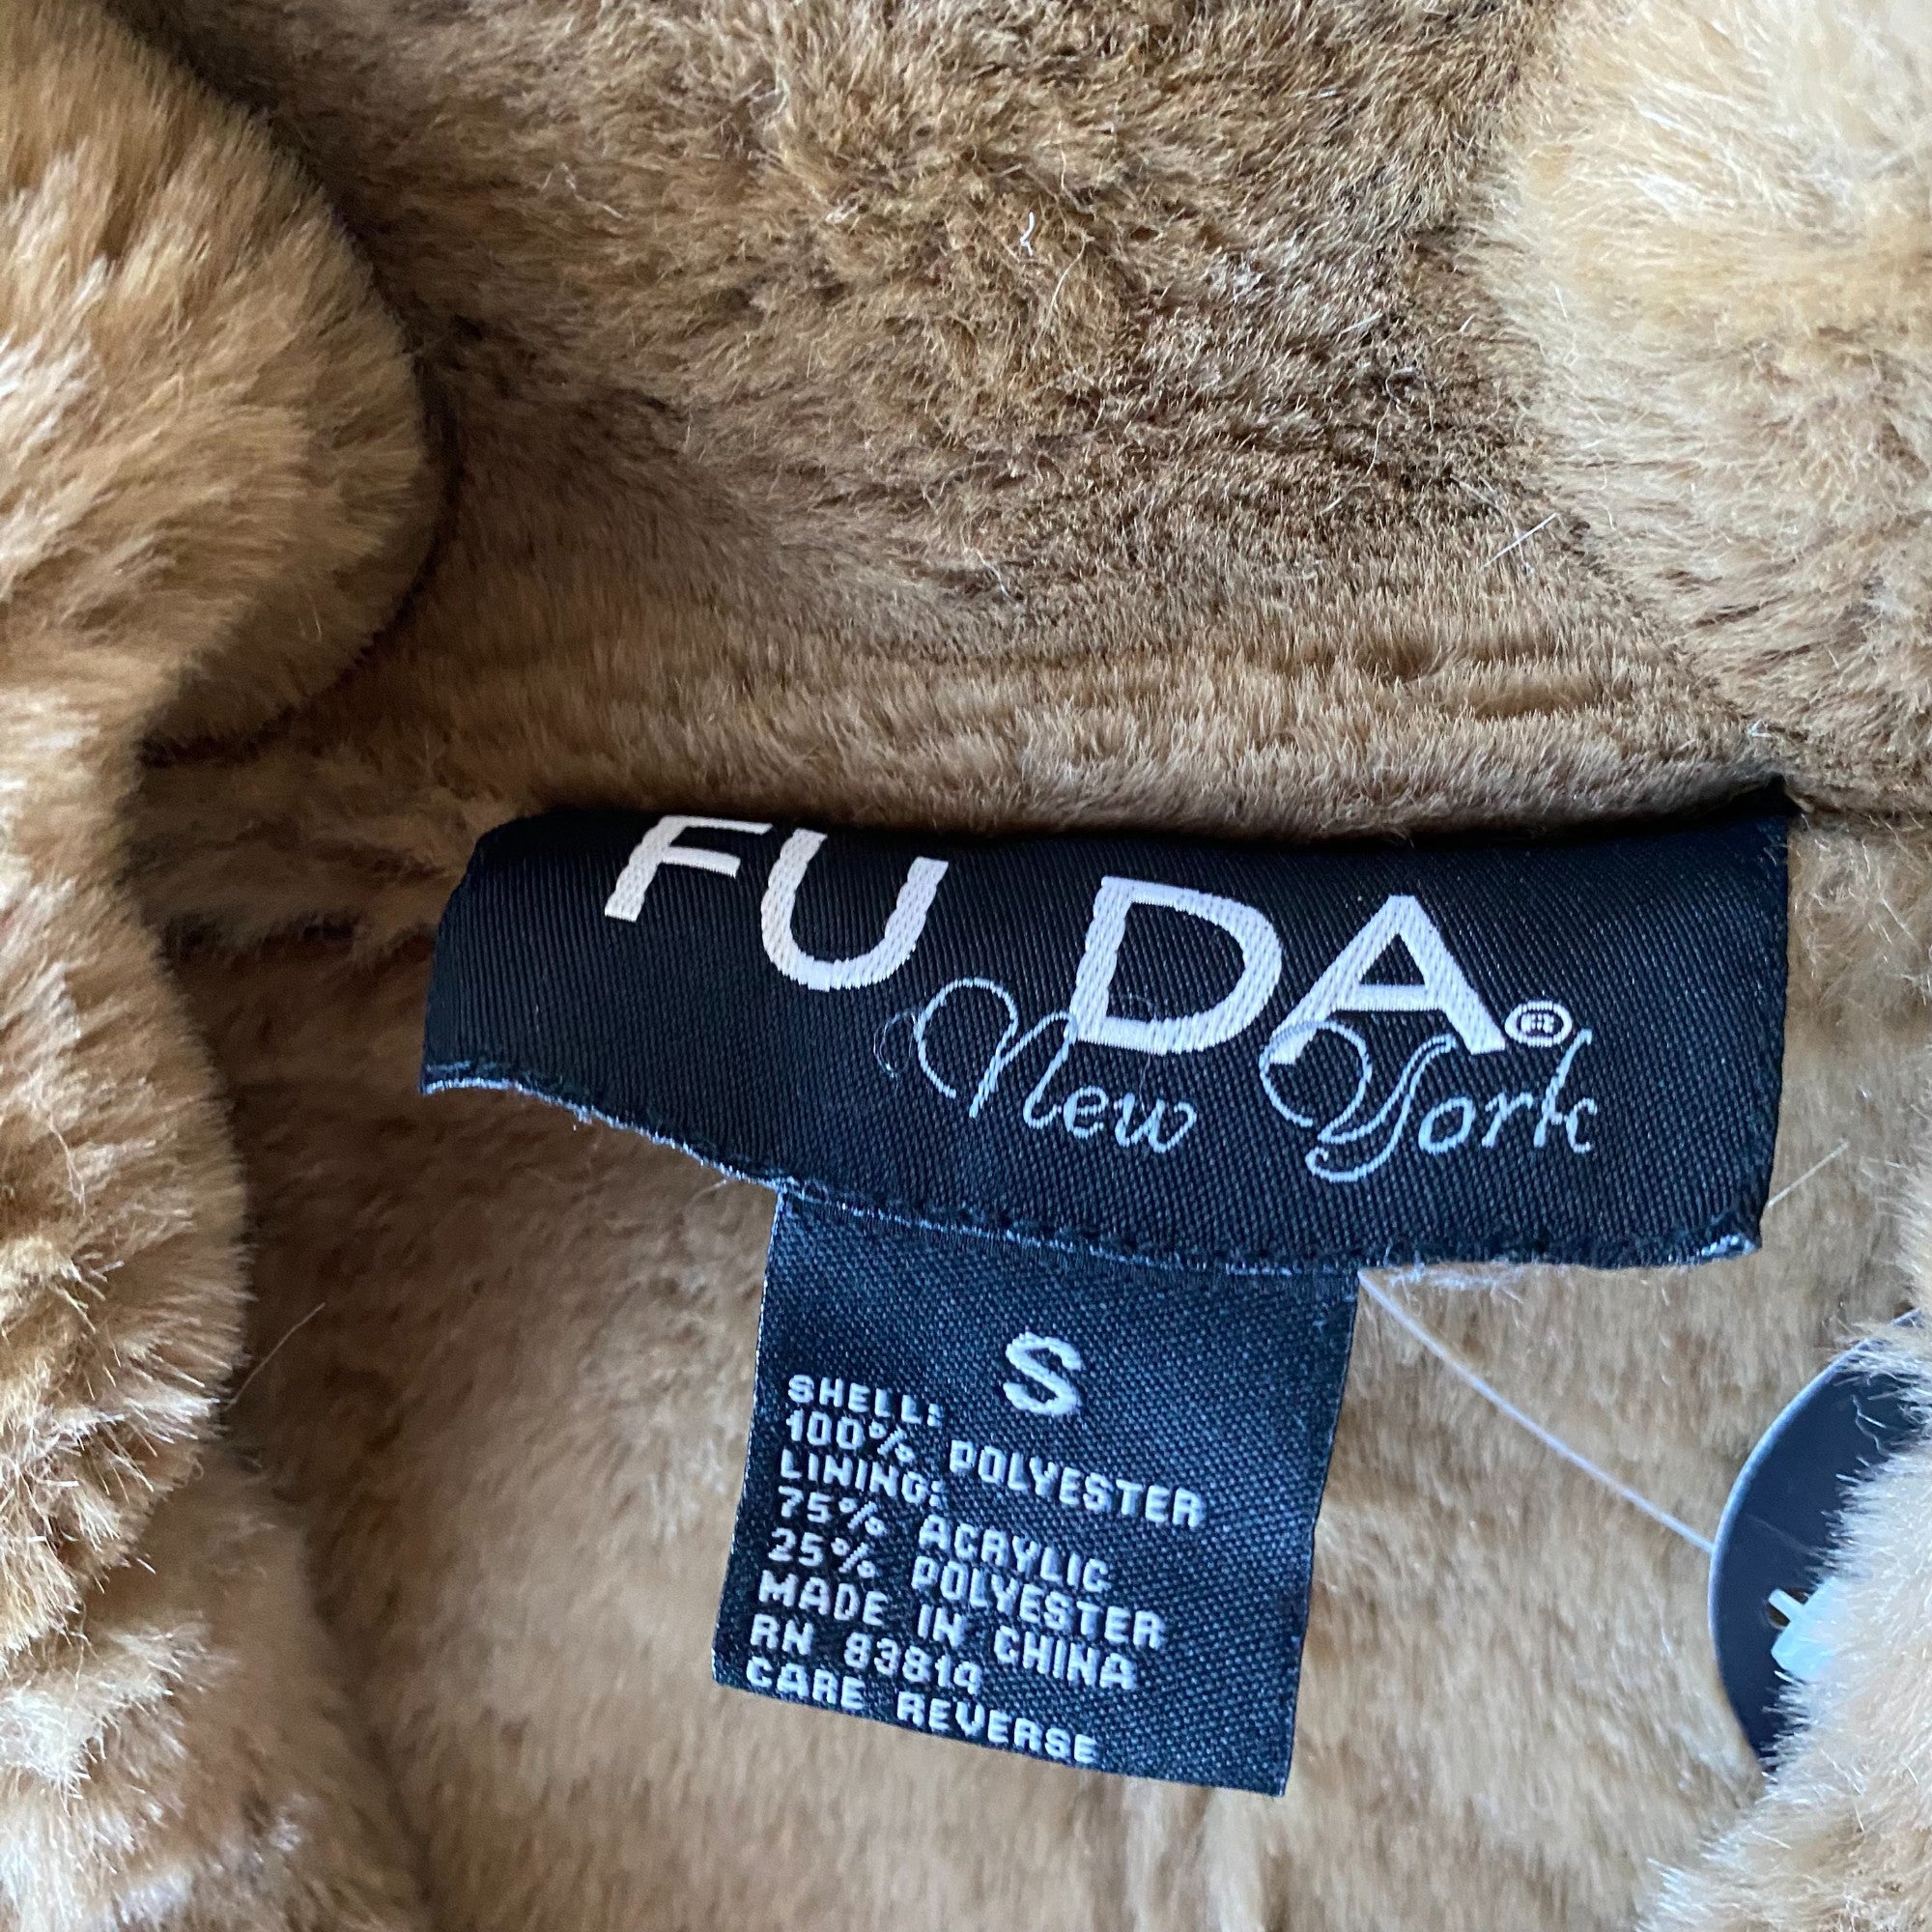 FU DA®
New York
S
SHELL:
100% POLYESTER
LINING:
75% ACRYLIC
25% POLYESTER
MADE IN CHINA
RN 83814
CARE REVERSE